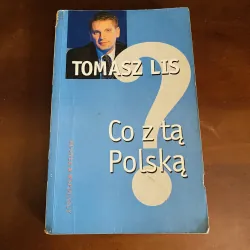 TOMASZ LIS
?
Co z tą
Polską